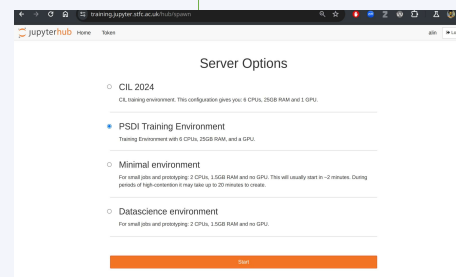 training.jupyter.stfc.ac.uk/hub/spawn
jupyterhub Home Token alin
Server Options
CIL 2024
CIL training environment. This configuration gives you: 6 CPUs, 25GB RAM and 1 GPU.
PSDI Training Environment
Training Environment with 6 CPUs, 25GB RAM, and a GPU.
Minimal environment
For small jobs and prototyping: 2 CPUs, 1.5GB RAM and no GPU. This will usually start in ~2 minutes. During
periods of high-contention it may take up to 20 minutes to create.
Datascience environment
For small jobs and prototyping: 2 CPUs, 1.5GB RAM and no GPU.
Start